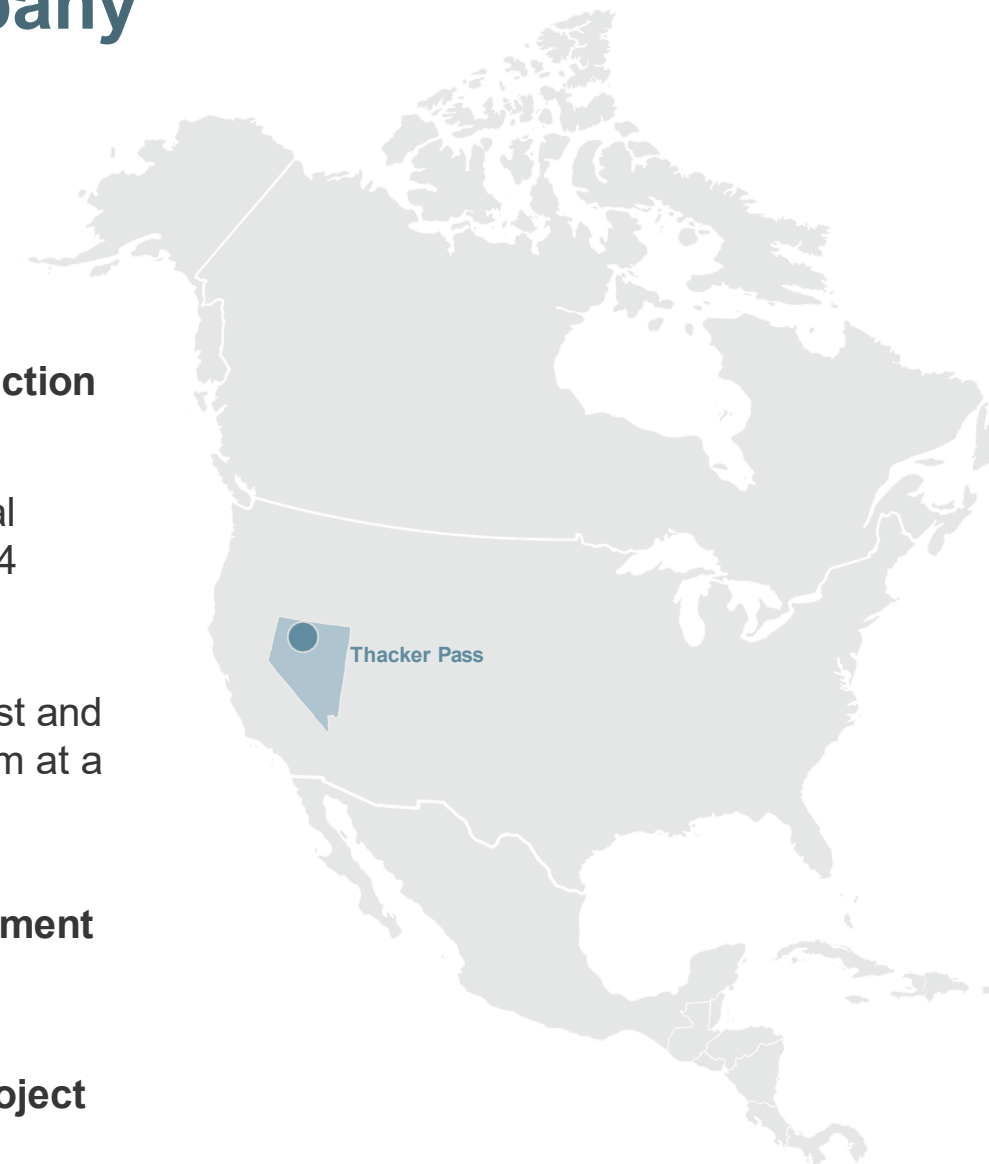 pany
ction
al
4
Thacker Pass
st and
m at a
ment
oject